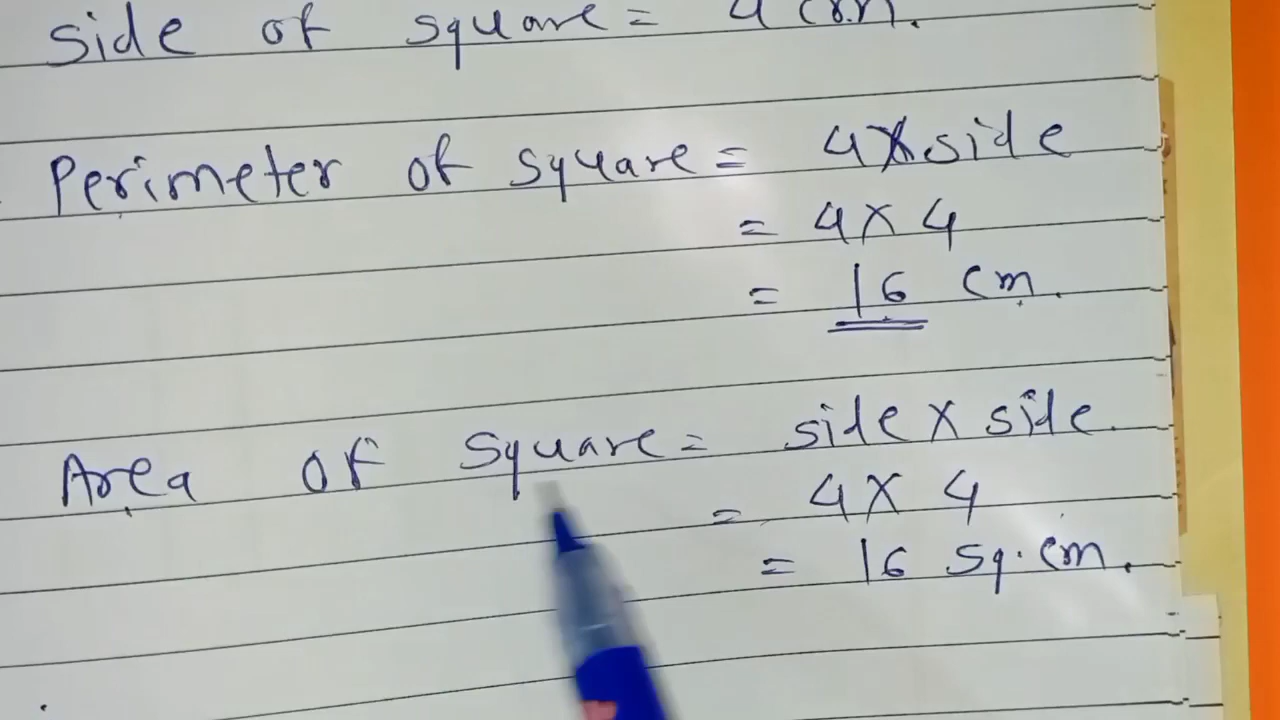 Side of square = 4 cm.
Perimeter of square = 4 X side
= 4 X 4
= 16 cm.
Area of square = side X side.
= 4 X 4
= 16 Sq. cm.